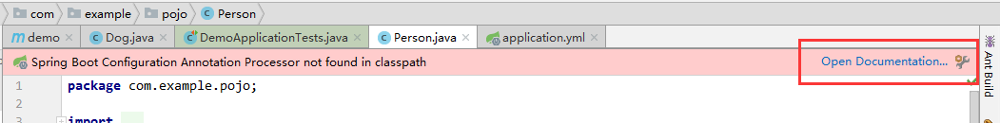 com example pojo Person
demo Dog.java DemoApplicationTests.java Person.java application.yml
Spring Boot Configuration Annotation Processor not found in classpath Open Documentation...
1 package com.example.pojo;
2
3 import ...
Ant Build